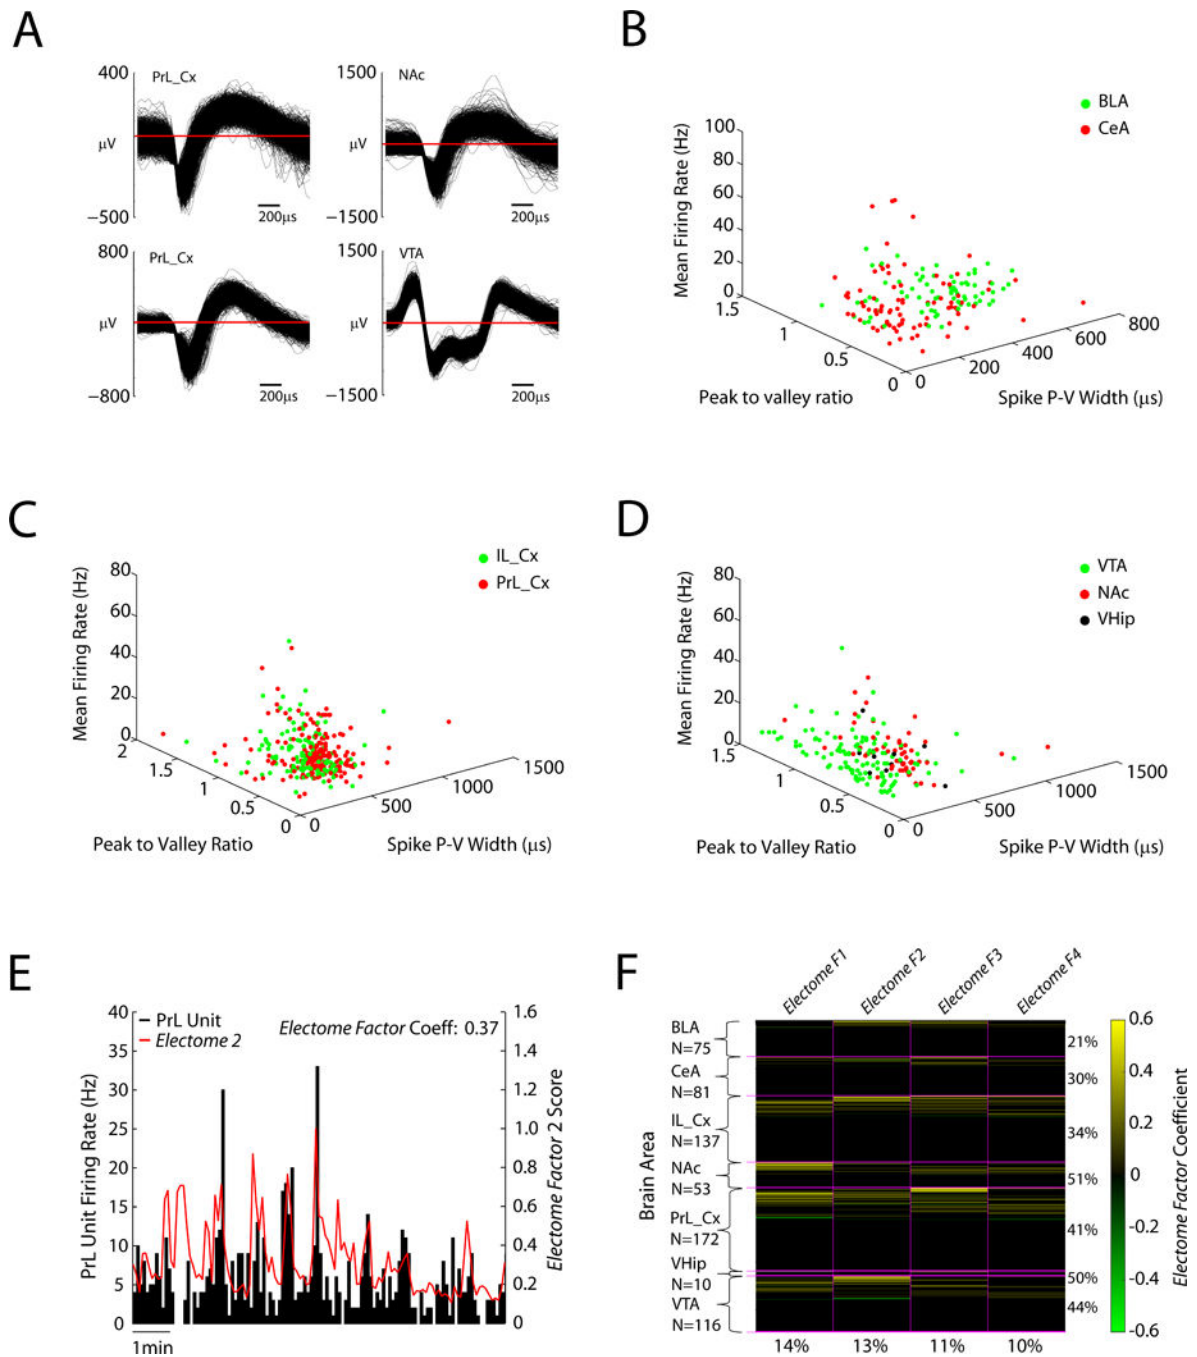 A
400
PrL_Cx
μV
−500
200μs
1500
NAc
μV
−1500
200μs
800
PrL_Cx
μV
−800
200μs
1500
VTA
μV
−1500
200μs
B
BLA
CeA
Mean Firing Rate (Hz)
100
80
60
40
20
0
1.5
1
0.5
0
0
200
400
600
800
Peak to valley ratio
Spike P-V Width (μs)
C
IL_Cx
PrL_Cx
Mean Firing Rate (Hz)
80
60
40
20
0
2
1.5
1
0.5
0
0
500
1000
1500
Peak to Valley Ratio
Spike P-V Width (μs)
D
VTA
NAc
VHip
Mean Firing Rate (Hz)
80
60
40
20
0
1.5
1
0.5
0
0
500
1000
1500
Peak to Valley Ratio
Spike P-V Width (μs)
E
PrL Unit
Electome 2
Electome Factor Coeff: 0.37
PrL Unit Firing Rate (Hz)
40
35
30
25
20
15
10
5
0
1.6
1.4
1.2
1.0
0.8
0.6
0.4
0.2
0
Electome Factor 2 Score
1min
F
Electome F1
Electome F2
Electome F3
Electome F4
Brain Area
BLA
N=75
CeA
N=81
IL_Cx
N=137
NAc
N=53
PrL_Cx
N=172
VHip
N=10
VTA
N=116
21%
30%
34%
51%
41%
50%
44%
14%
13%
11%
10%
0.6
0.4
0.2
0
-0.2
-0.4
-0.6
Electome Factor Coefficient